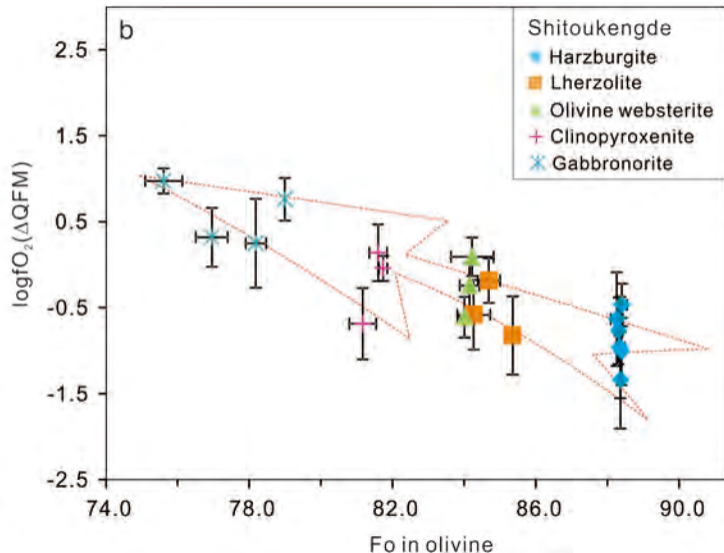 b
Shitoukengde
Harzburgite
Lherzolite
Olivine websterite
Clinopyroxenite
Gabbronorite
2.5
1.5
0.5
-0.5
-1.5
-2.5
logfO₂(ΔQFM)
74.0 78.0 82.0 86.0 90.0
Fo in olivine